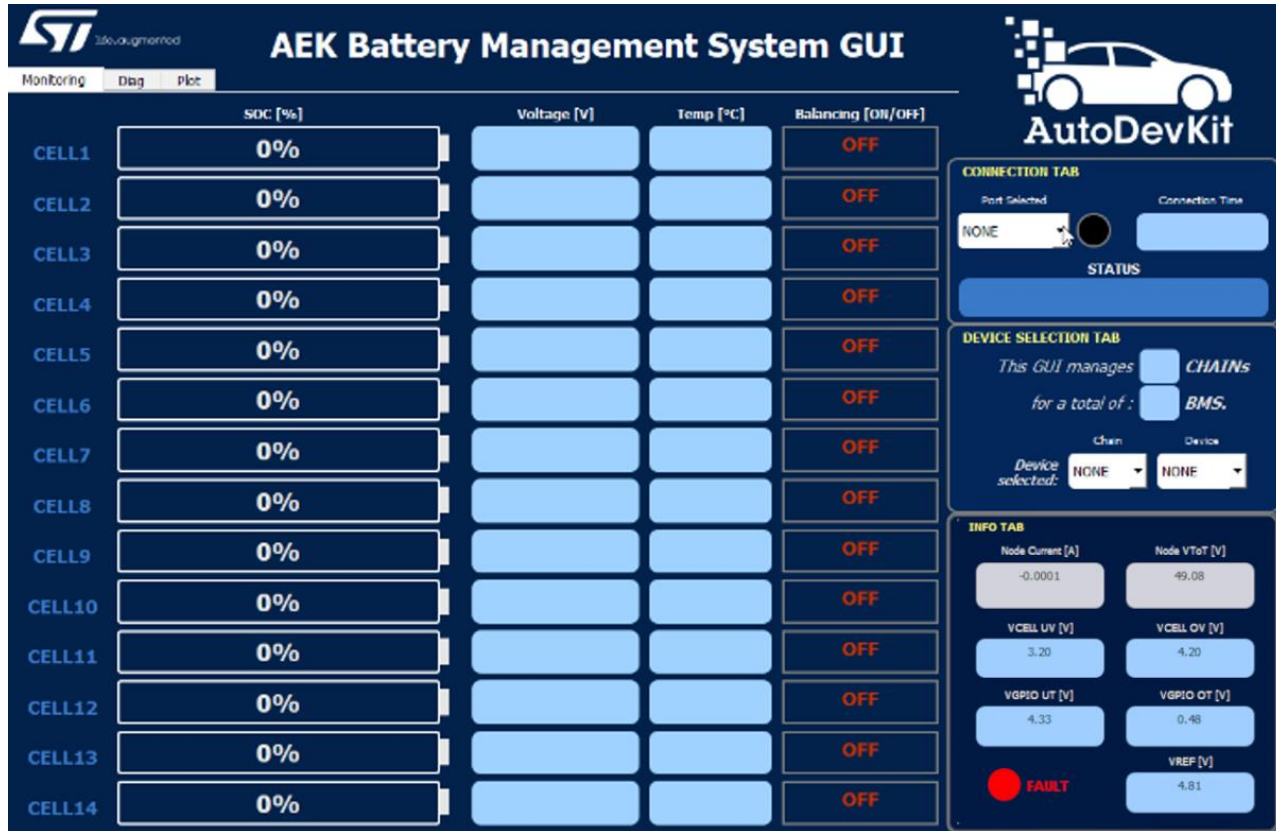 ST life.augmented
AEK Battery Management System GUI
Monitoring Diag Plot
SOC [%] Voltage [V] Temp [ºC] Balancing [ON/OFF]
CELL1 0% OFF
CELL2 0% OFF
CELL3 0% OFF
CELL4 0% OFF
CELL5 0% OFF
CELL6 0% OFF
CELL7 0% OFF
CELL8 0% OFF
CELL9 0% OFF
CELL10 0% OFF
CELL11 0% OFF
CELL12 0% OFF
CELL13 0% OFF
CELL14 0% OFF
AutoDevKit
CONNECTION TAB
Port Selected Connection Time
NONE
STATUS
DEVICE SELECTION TAB
This GUI manages CHAINs
for a total of : BMS.
Chain Device
Device selected: NONE NONE
INFO TAB
Node Current [A] Node VToT [V]
-0.0001 49.08
VCELL UV [V] VCELL OV [V]
3.20 4.20
VGPIO UT [V] VGPIO OT [V]
4.33 0.48
VREF [V]
FAULT 4.81